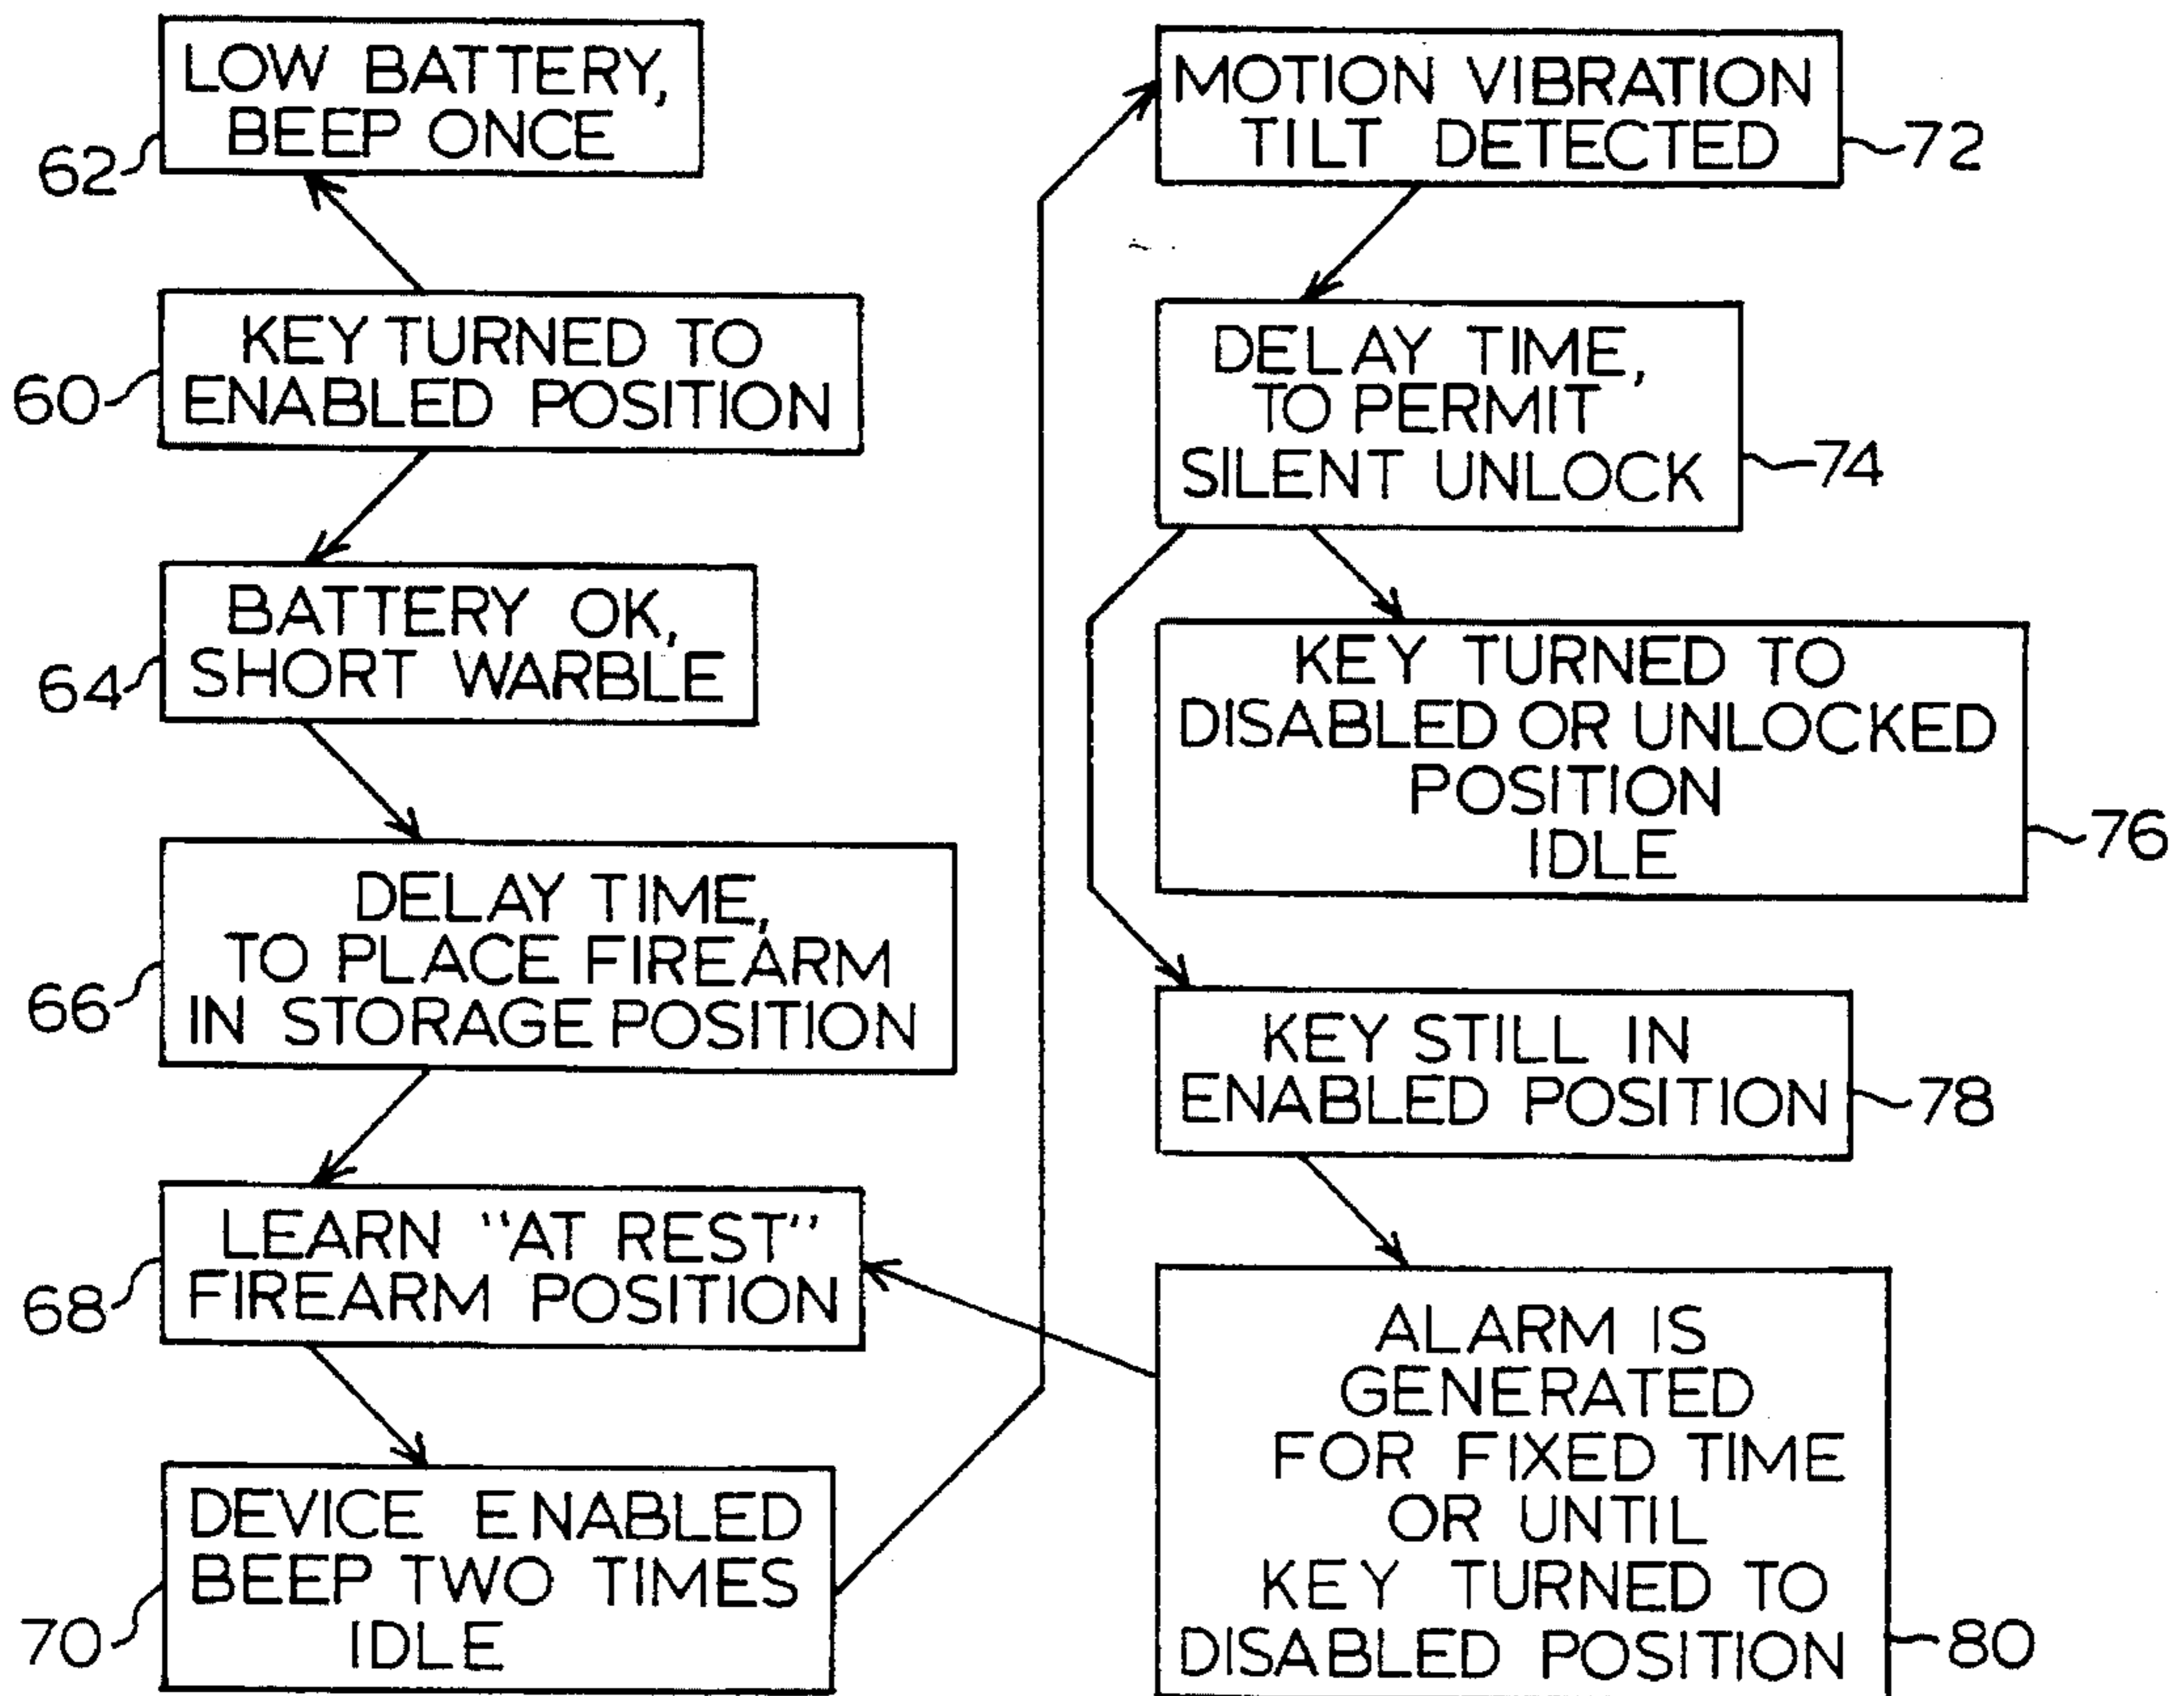 LOW BATTERY,
BEEP ONCE
62
KEY TURNED TO
ENABLED POSITION
60
BATTERY OK,
SHORT WARBLE
64
DELAY TIME,
TO PLACE FIREARM
IN STORAGE POSITION
66
LEARN "AT REST"
FIREARM POSITION
68
DEVICE ENABLED
BEEP TWO TIMES
IDLE
70
MOTION VIBRATION
TILT DETECTED
72
DELAY TIME,
TO PERMIT
SILENT UNLOCK
74
KEY TURNED TO
DISABLED OR UNLOCKED
POSITION
IDLE
76
KEY STILL IN
ENABLED POSITION
78
ALARM IS
GENERATED
FOR FIXED TIME
OR UNTIL
KEY TURNED TO
DISABLED POSITION
80